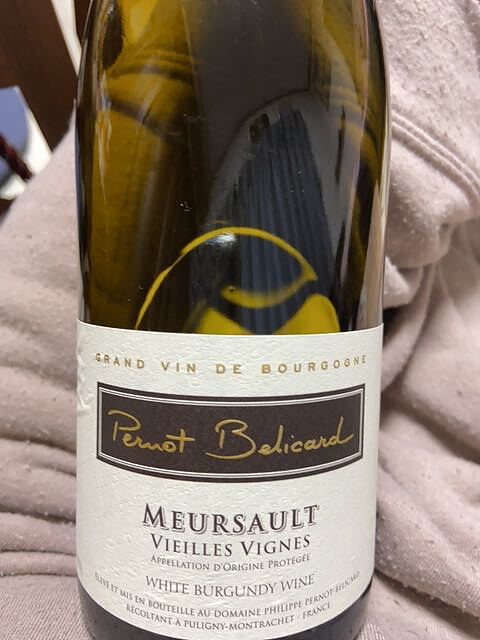 GRAND VIN DE BOURGOGNE
Pernot Belicard
MEURSAULT
VIEILLES VIGNES
APPELLATION D'ORIGINE PROTÉGÉE
WHITE BURGUNDY WINE
ÉLEVÉ ET MIS EN BOUTEILLE AU DOMAINE PHILIPPE PERNOT-BELICARD
RÉCOLTANT À PULIGNY-MONTRACHET - FRANCE